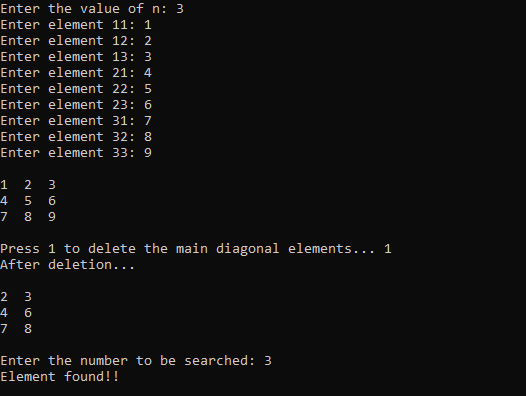 Enter the value of n: 3
Enter element 11: 1
Enter element 12: 2
Enter element 13: 3
Enter element 21: 4
Enter element 22: 5
Enter element 23: 6
Enter element 31: 7
Enter element 32: 8
Enter element 33: 9
1  2  3
4  5  6
7  8  9
Press 1 to delete the main diagonal elements... 1
After deletion...
2  3
4  6
7  8
Enter the number to be searched: 3
Element found!!